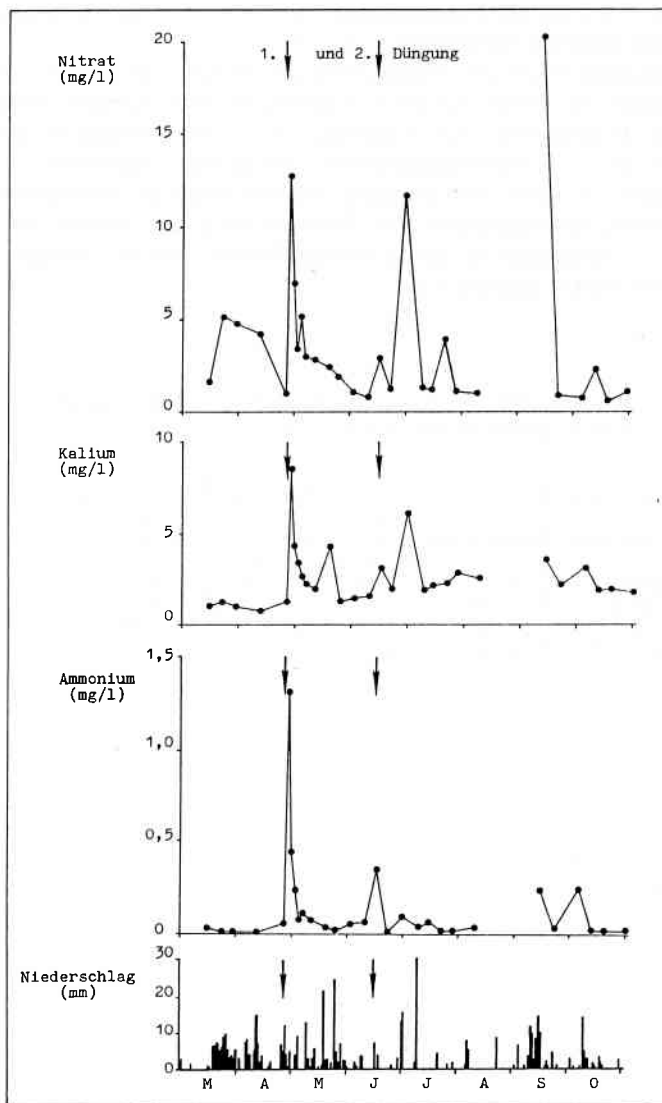 Nitrat
(mg/l)
1. und 2. Düngung
20
15
10
5
0
Kalium
(mg/l)
10
5
0
Ammonium
(mg/l)
1,5
1,0
0,5
0
Niederschlag
(mm)
30
20
10
0
M A M J J A S O